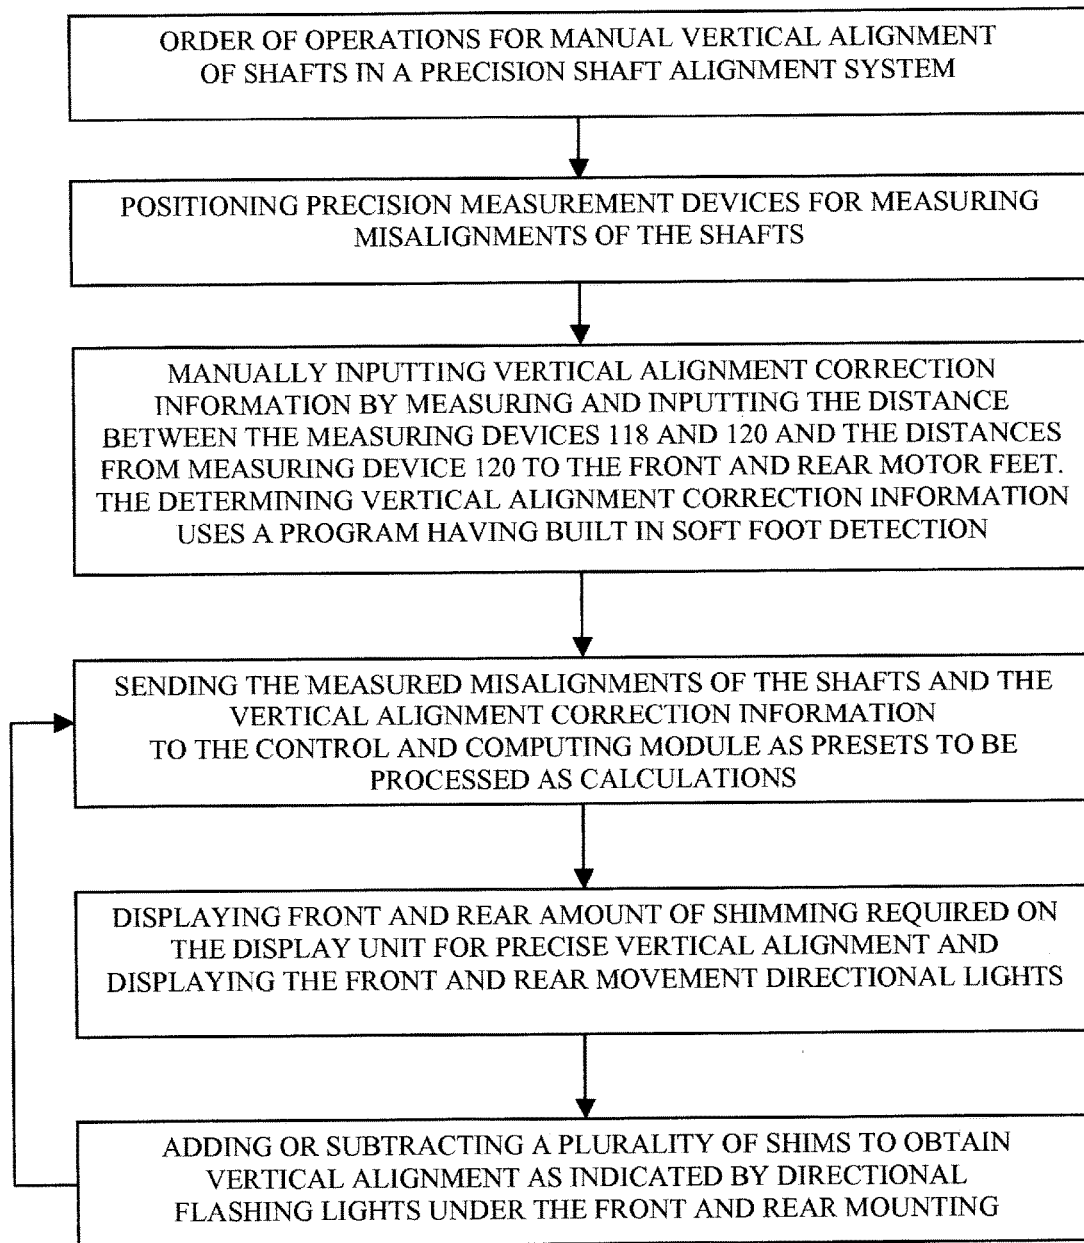 ORDER OF OPERATIONS FOR MANUAL VERTICAL ALIGNMENT
OF SHAFTS IN A PRECISION SHAFT ALIGNMENT SYSTEM
POSITIONING PRECISION MEASUREMENT DEVICES FOR MEASURING
MISALIGNMENTS OF THE SHAFTS
MANUALLY INPUTTING VERTICAL ALIGNMENT CORRECTION
INFORMATION BY MEASURING AND INPUTTING THE DISTANCE
BETWEEN THE MEASURING DEVICES 118 AND 120 AND THE DISTANCES
FROM MEASURING DEVICE 120 TO THE FRONT AND REAR MOTOR FEET.
THE DETERMINING VERTICAL ALIGNMENT CORRECTION INFORMATION
USES A PROGRAM HAVING BUILT IN SOFT FOOT DETECTION
SENDING THE MEASURED MISALIGNMENTS OF THE SHAFTS AND THE
VERTICAL ALIGNMENT CORRECTION INFORMATION
TO THE CONTROL AND COMPUTING MODULE AS PRESETS TO BE
PROCESSED AS CALCULATIONS
DISPLAYING FRONT AND REAR AMOUNT OF SHIMMING REQUIRED ON
THE DISPLAY UNIT FOR PRECISE VERTICAL ALIGNMENT AND
DISPLAYING THE FRONT AND REAR MOVEMENT DIRECTIONAL LIGHTS
ADDING OR SUBTRACTING A PLURALITY OF SHIMS TO OBTAIN
VERTICAL ALIGNMENT AS INDICATED BY DIRECTIONAL
FLASHING LIGHTS UNDER THE FRONT AND REAR MOUNTING